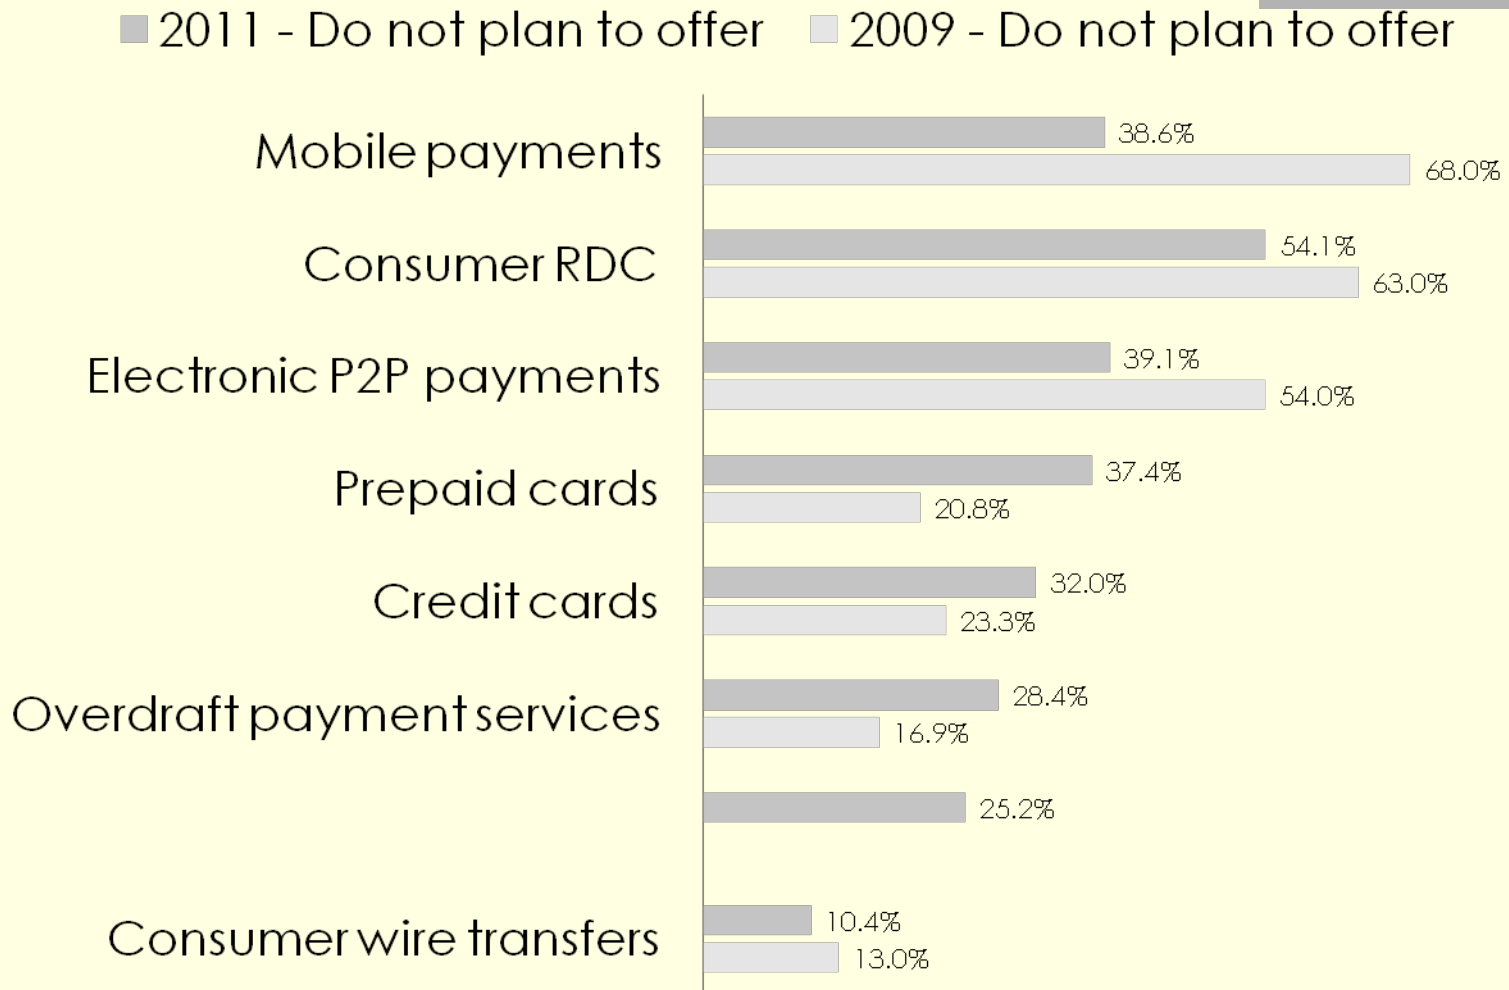 2011 - Do not plan to offer 2009 - Do not plan to offer
Mobile payments
38.6%
68.0%
Consumer RDC
54.1%
63.0%
Electronic P2P payments
39.1%
54.0%
Prepaid cards
37.4%
20.8%
Credit cards
32.0%
23.3%
Overdraft payment services
28.4%
16.9%
25.2%
Consumer wire transfers
10.4%
13.0%